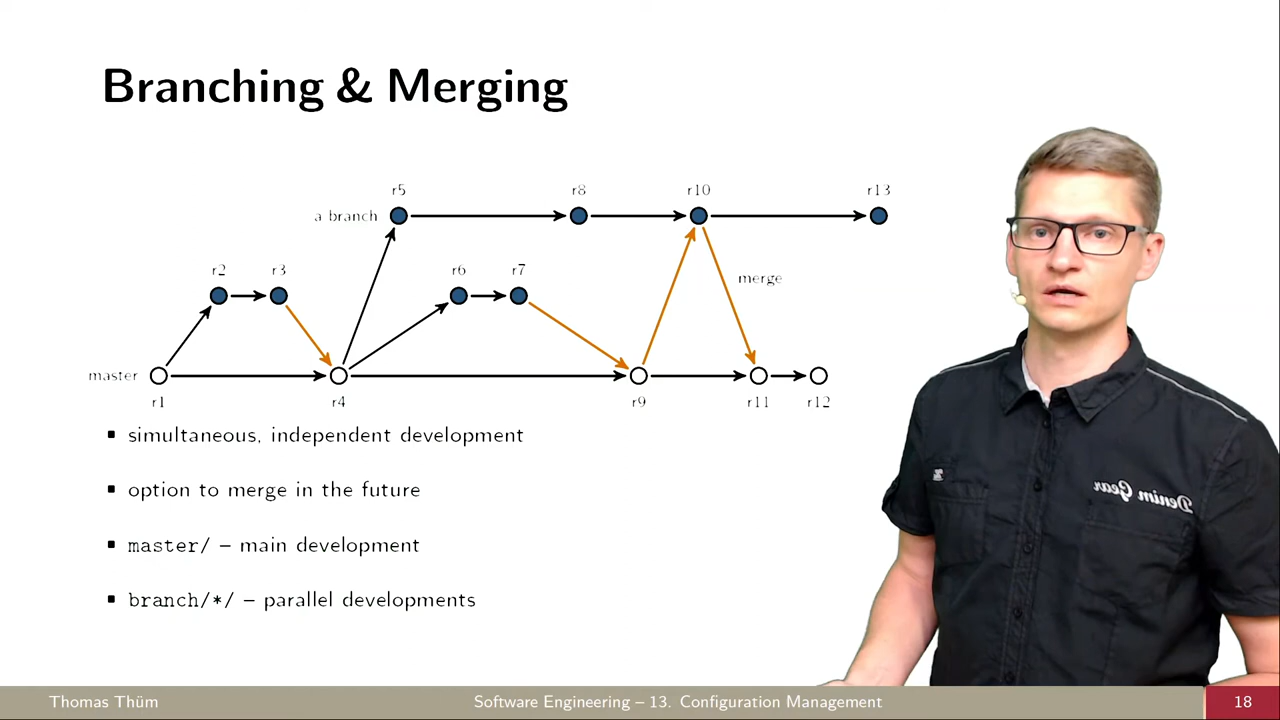 Branching & Merging
r5 r8 r10 r13
a branch
r2 r3 r6 r7
merge
master
r1 r4 r9 r11 r12
▪ simultaneous, independent development
▪ option to merge in the future
▪ master/ – main development
▪ branch/*/ – parallel developments
Denim Gear
Thomas Thüm Software Engineering – 13. Configuration Management 18